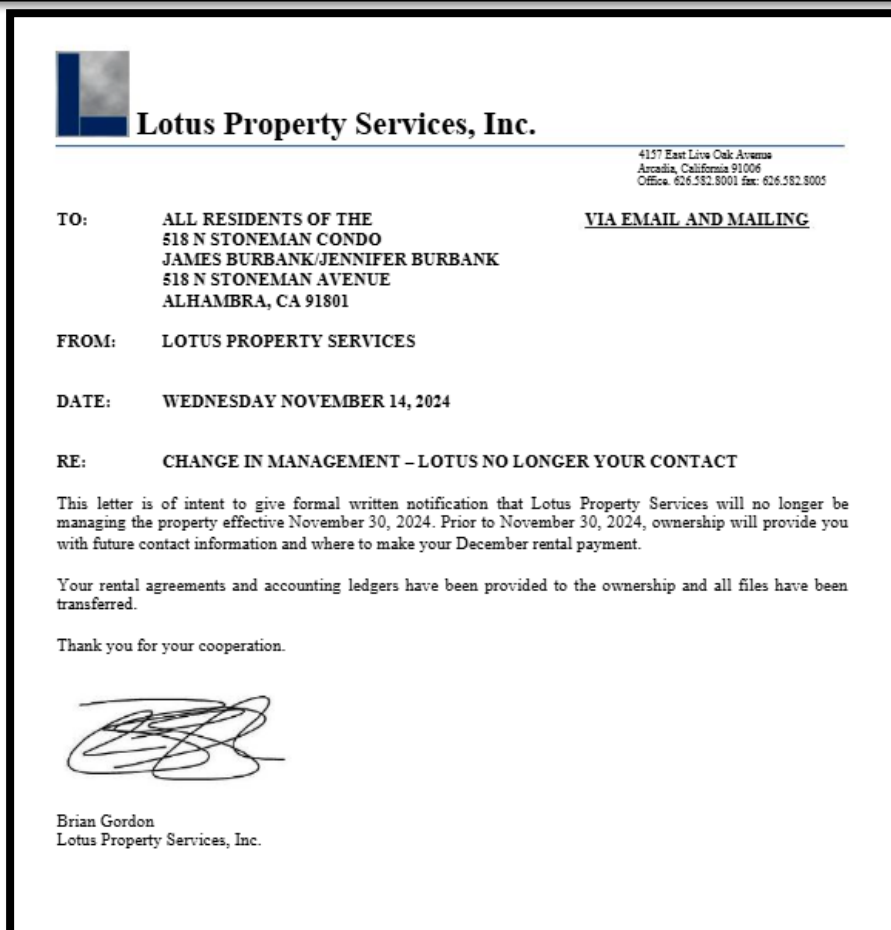 Lotus Property Services, Inc.
4157 East Live Oak Avenue
Arcadia, California 91006
Office. 626.582.8001 fax: 626.582.8005
TO: ALL RESIDENTS OF THE VIA EMAIL AND MAILING
518 N STONEMAN CONDO
JAMES BURBANK/JENNIFER BURBANK
518 N STONEMAN AVENUE
ALHAMBRA, CA 91801
FROM: LOTUS PROPERTY SERVICES
DATE: WEDNESDAY NOVEMBER 14, 2024
RE: CHANGE IN MANAGEMENT – LOTUS NO LONGER YOUR CONTACT
This letter is of intent to give formal written notification that Lotus Property Services will no longer be
managing the property effective November 30, 2024. Prior to November 30, 2024, ownership will provide you
with future contact information and where to make your December rental payment.
Your rental agreements and accounting ledgers have been provided to the ownership and all files have been
transferred.
Thank you for your cooperation.
Brian Gordon
Lotus Property Services, Inc.